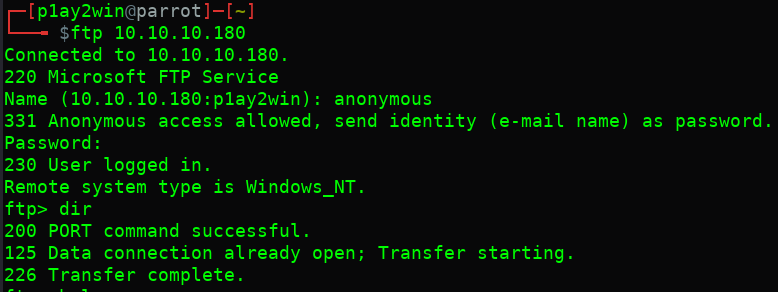 [p1ay2win@parrot]-[~]
$ftp 10.10.10.180
Connected to 10.10.10.180.
220 Microsoft FTP Service
Name (10.10.10.180:p1ay2win): anonymous
331 Anonymous access allowed, send identity (e-mail name) as password.
Password:
230 User logged in.
Remote system type is Windows_NT.
ftp> dir
200 PORT command successful.
125 Data connection already open; Transfer starting.
226 Transfer complete.